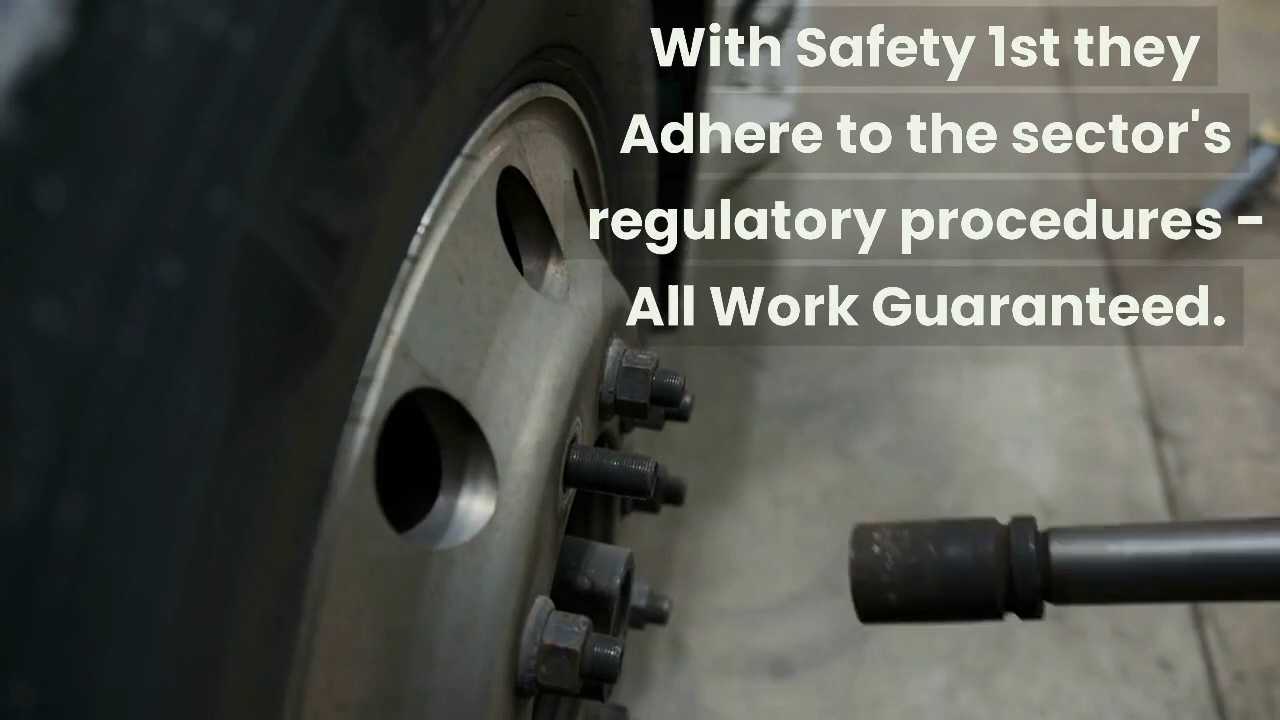 With Safety 1st they
Adhere to the sector's
regulatory procedures -
All Work Guaranteed.